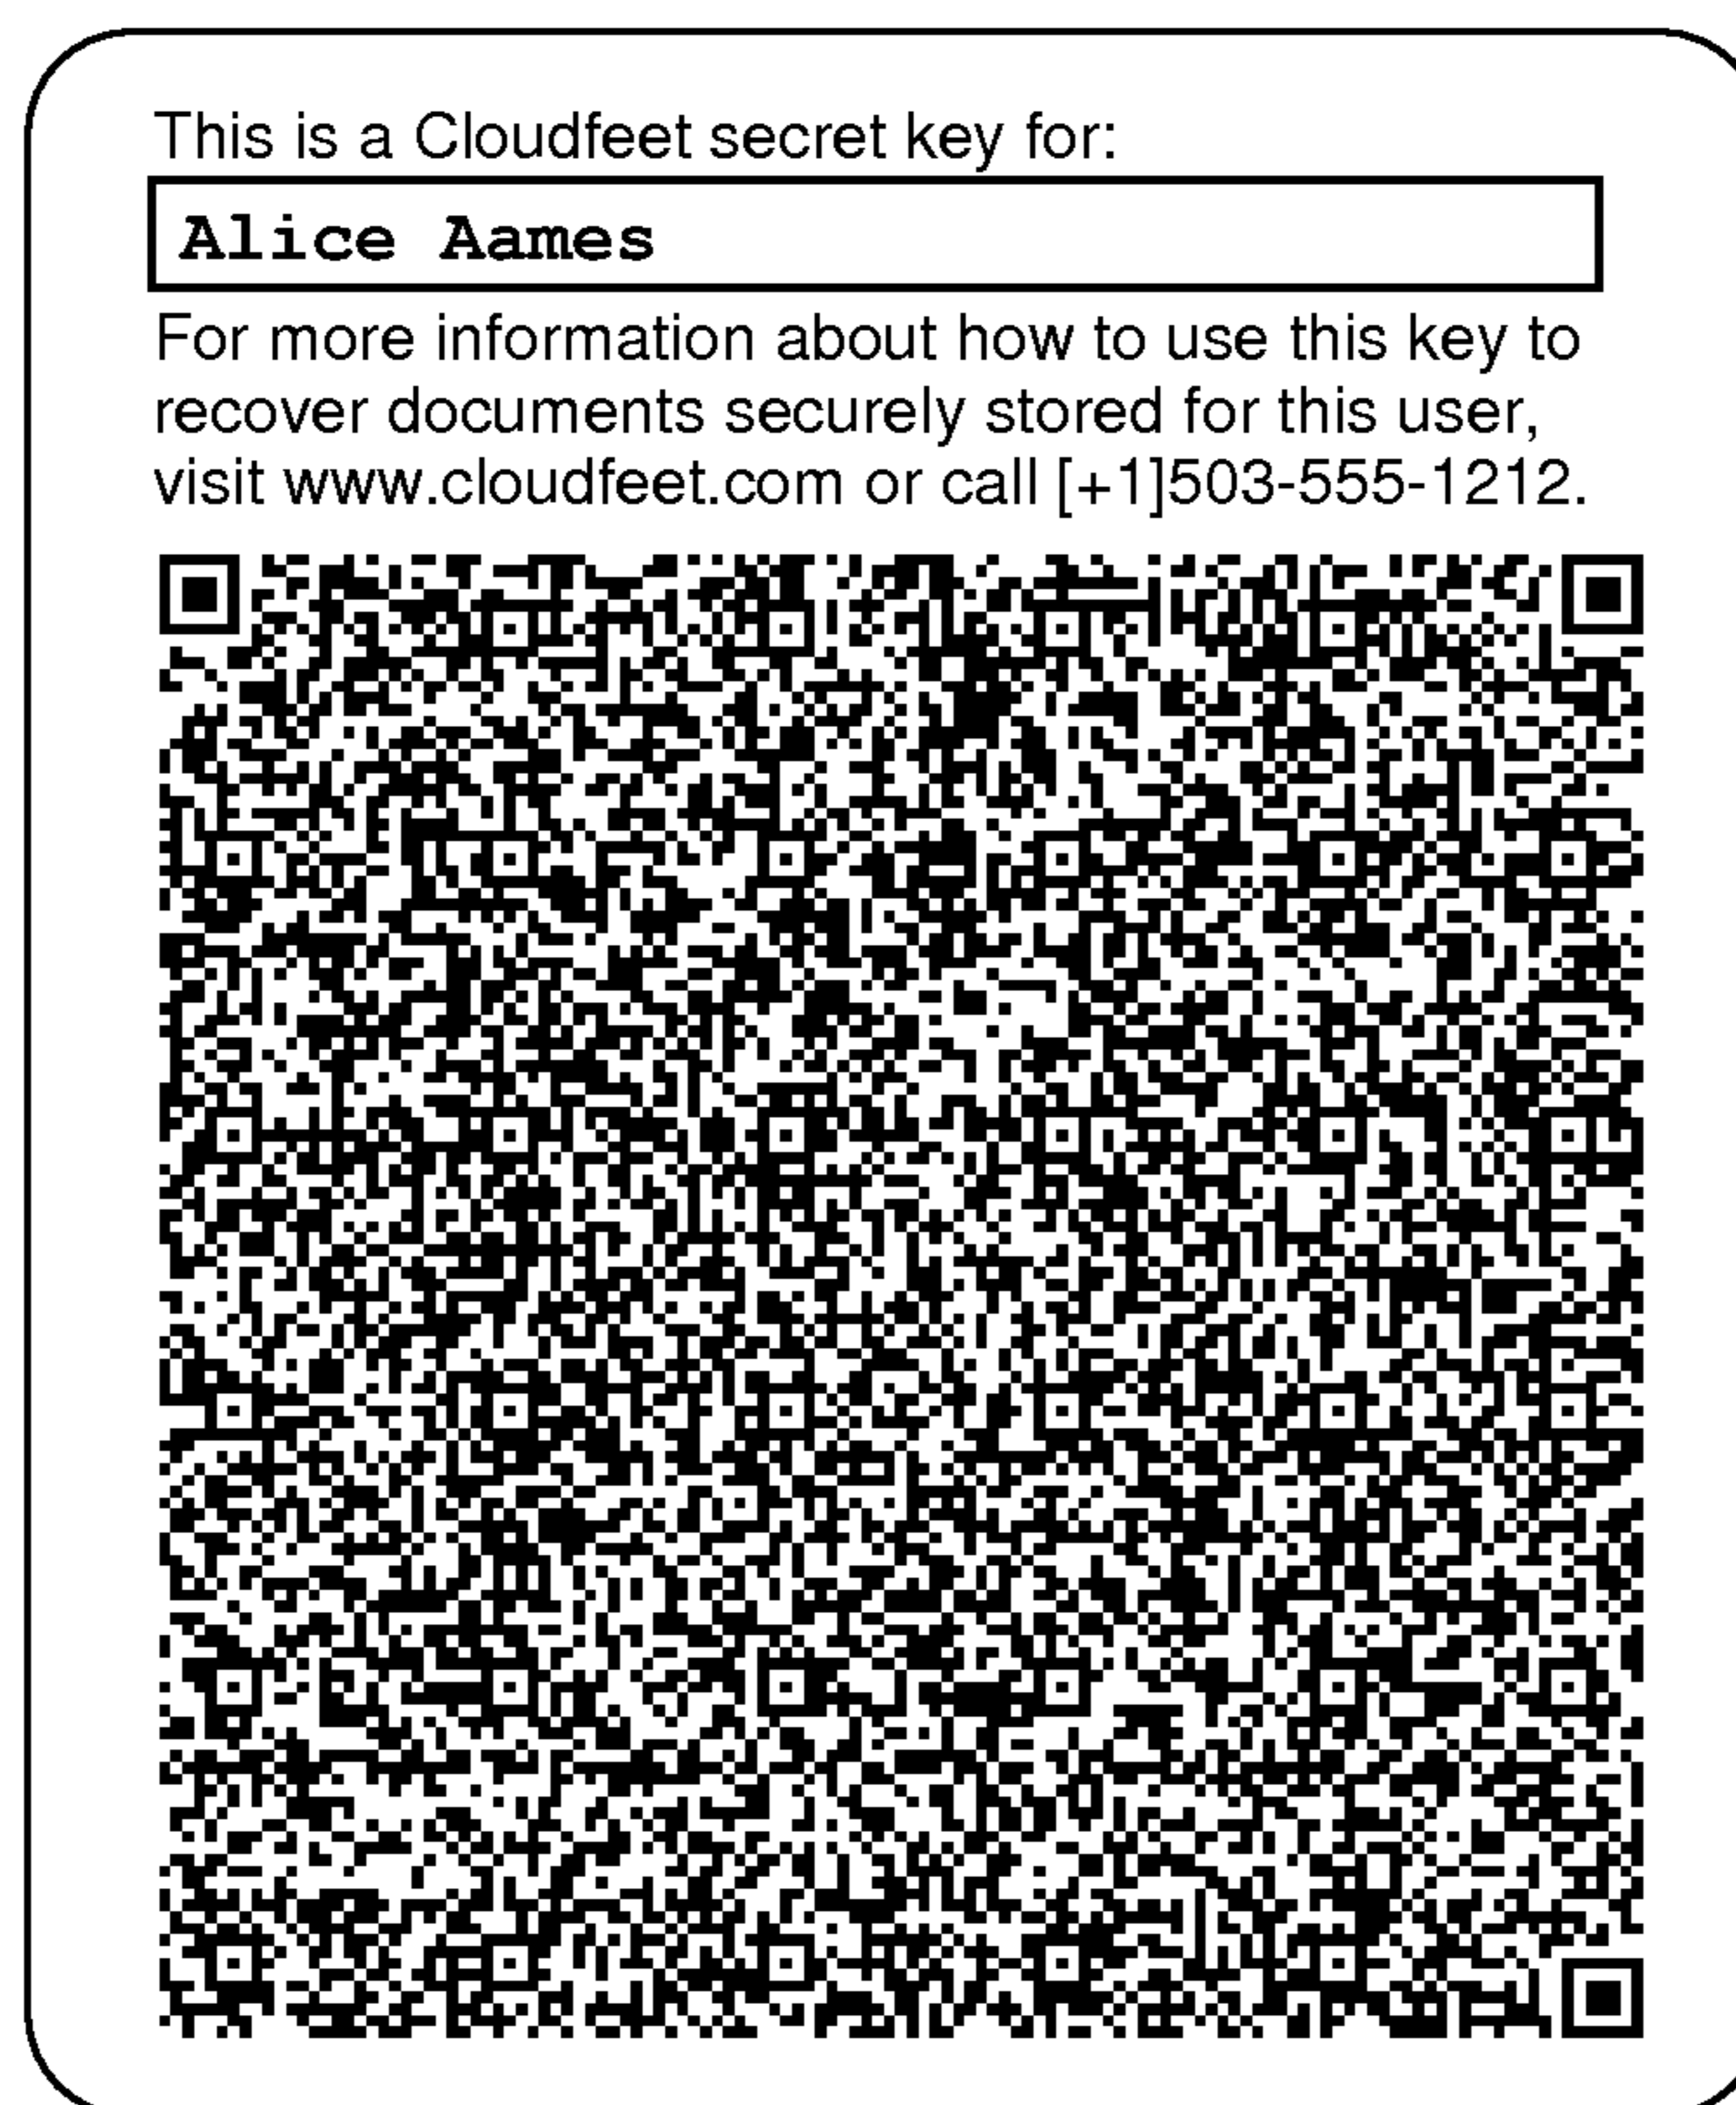 This is a Cloudfeet secret key for:
Alice Aames
For more information about how to use this key to
recover documents securely stored for this user,
visit www.cloudfeet.com or call [+1]503-555-1212.